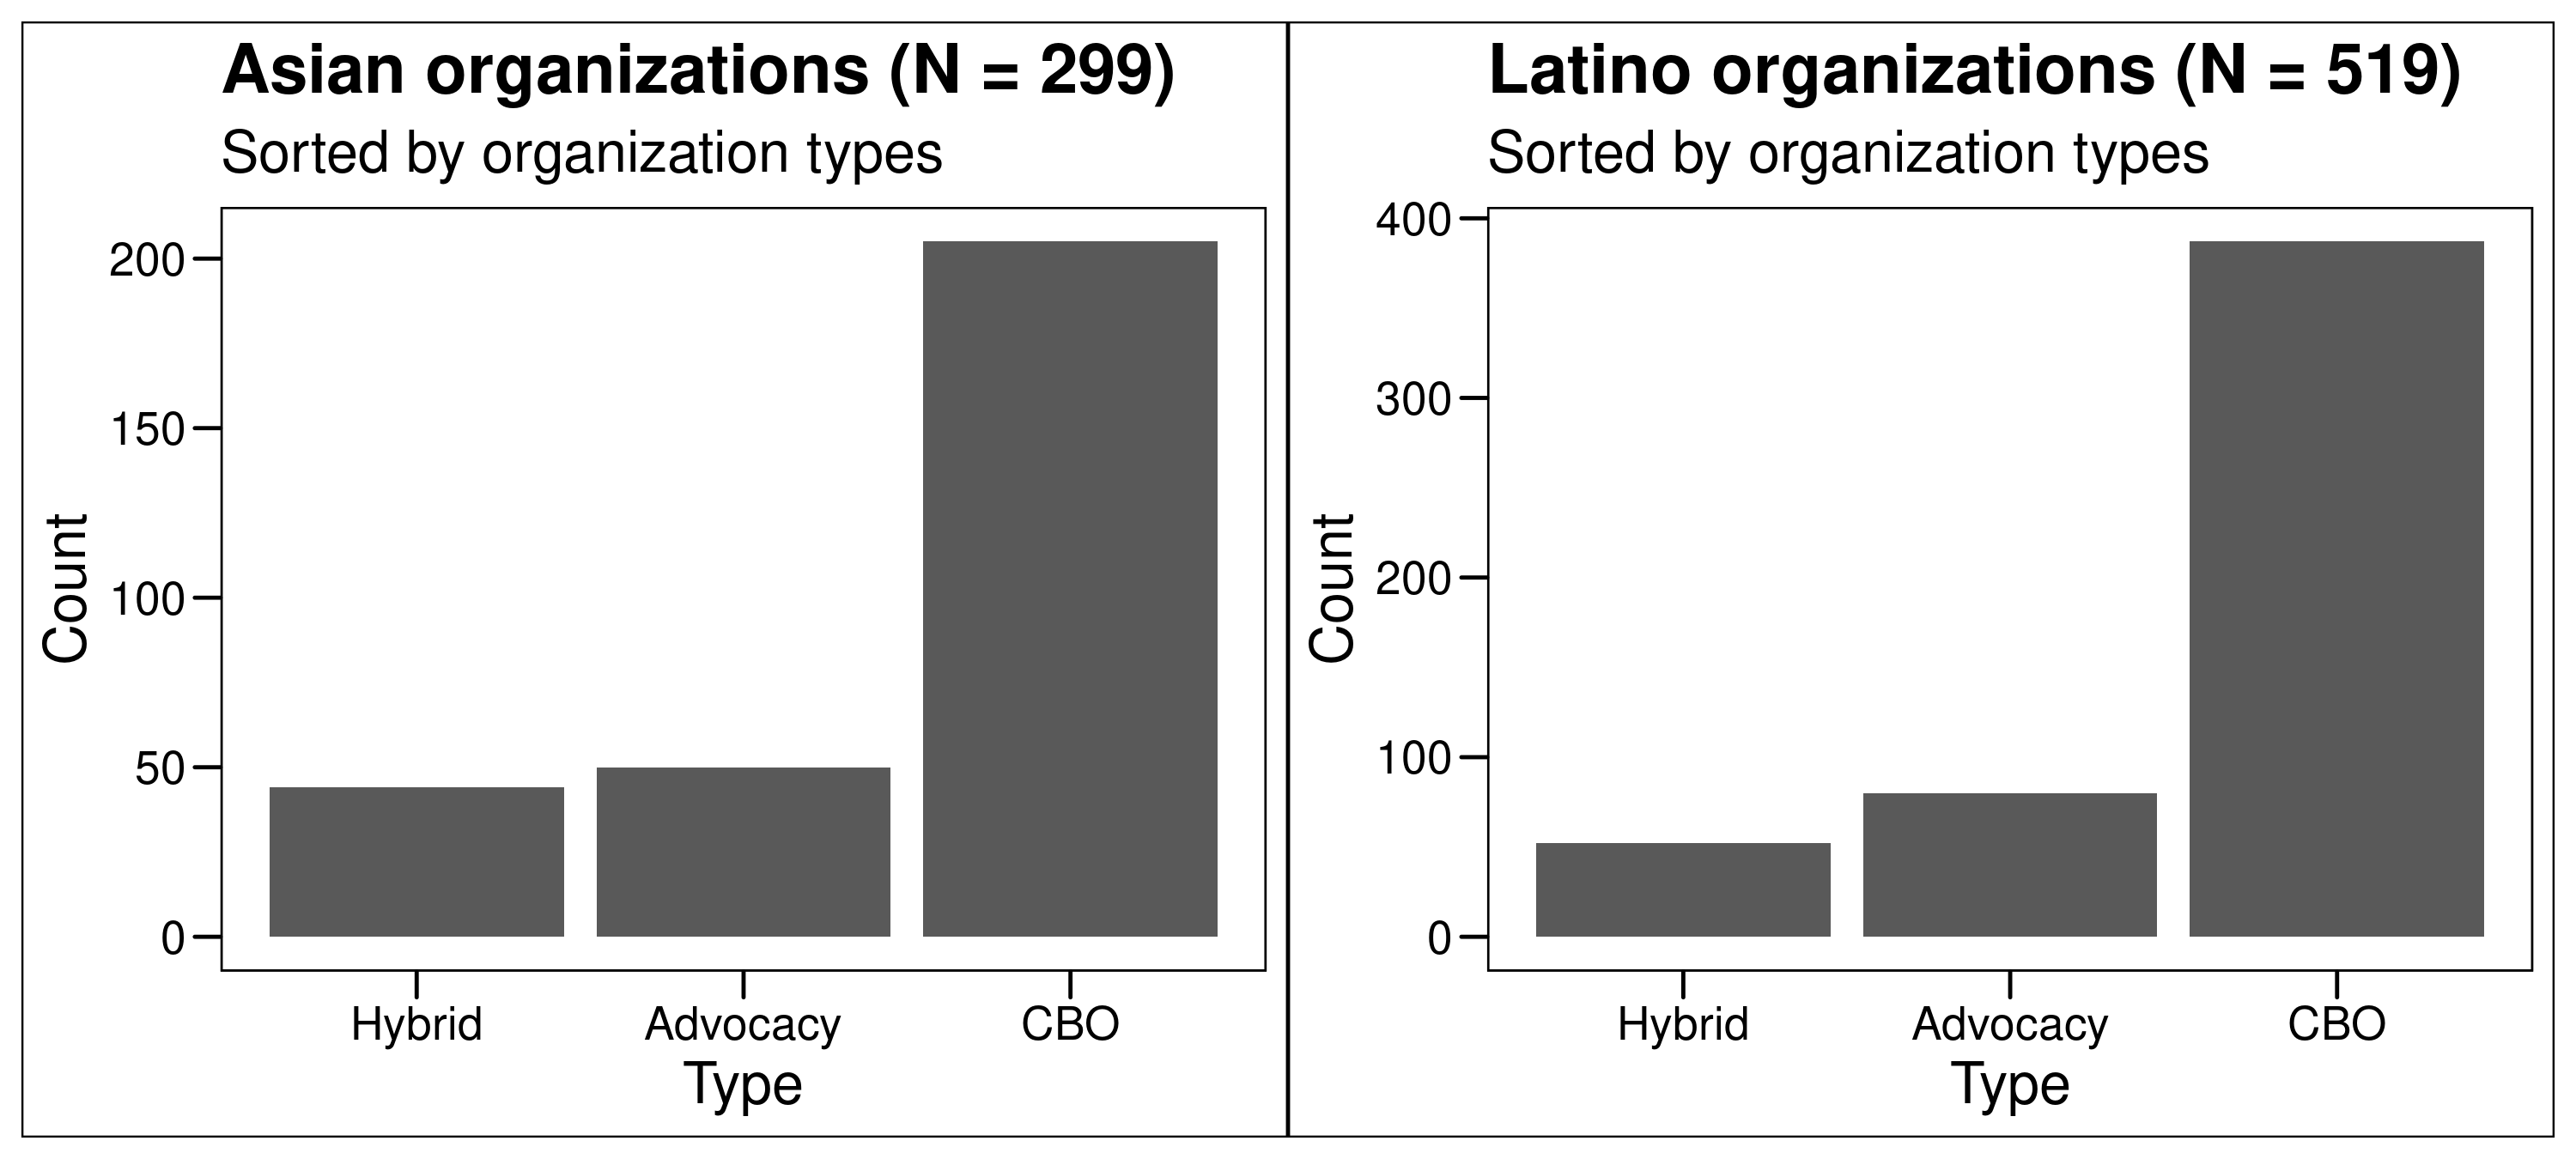 Asian organizations (N = 299)
Sorted by organization types
Count
200
150
100
50
0
Hybrid Advocacy CBO
Type
Latino organizations (N = 519)
Sorted by organization types
Count
400
300
200
100
0
Hybrid Advocacy CBO
Type